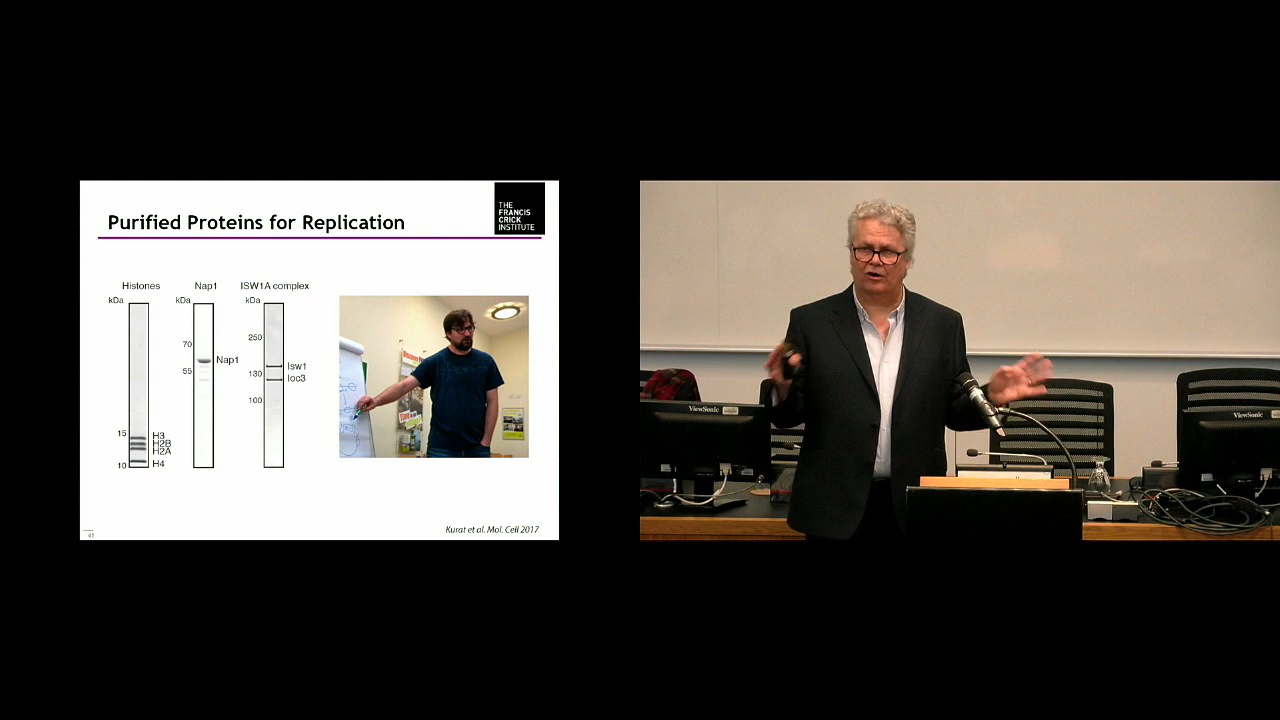 Purified Proteins for Replication
THE
FRANCIS
CRICK
INSTITUTE
Histones
Nap1
ISW1A complex
kDa
kDa
kDa
250
70
Nap1
Isw1
55
130
Ioc3
100
15
H3
H2B
H2A
10
H4
Kurat et al. Mol. Cell 2017
41
ViewSonic
ViewSonic